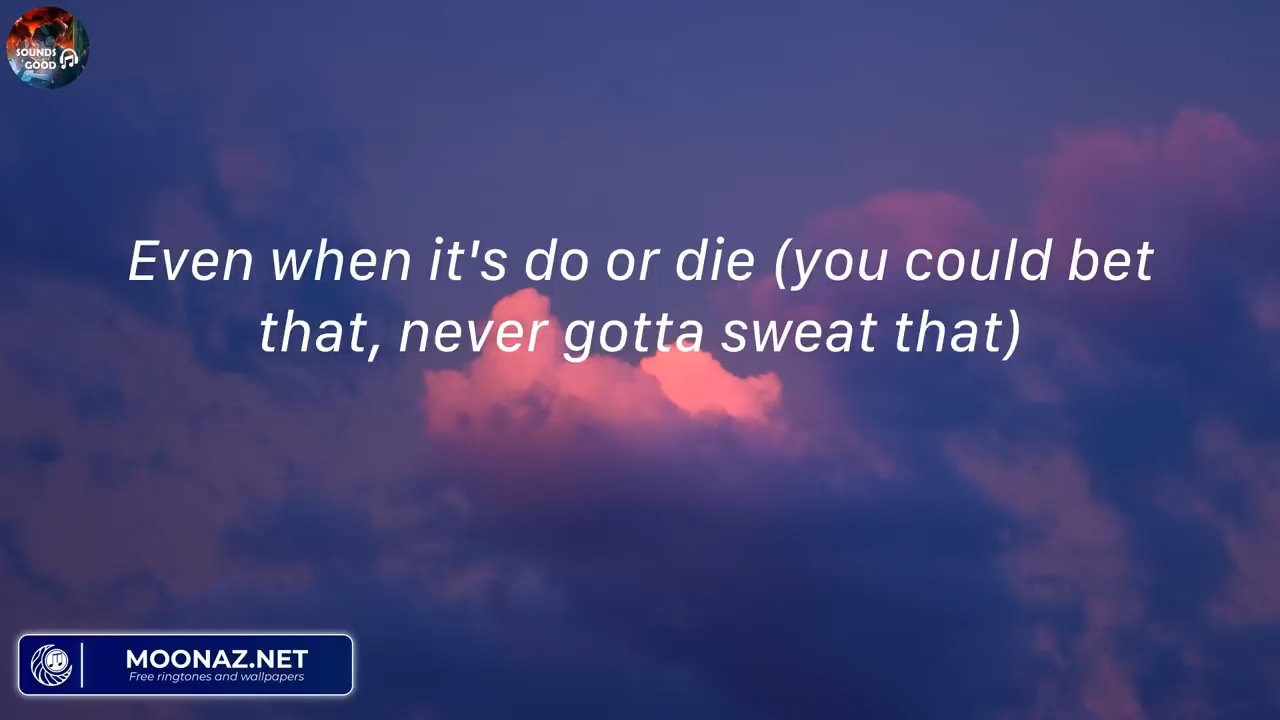 SOUNDS
GOOD
Even when it's do or die (you could bet
that, never gotta sweat that)
MOONAZ.NET
Free ringtones and wallpapers